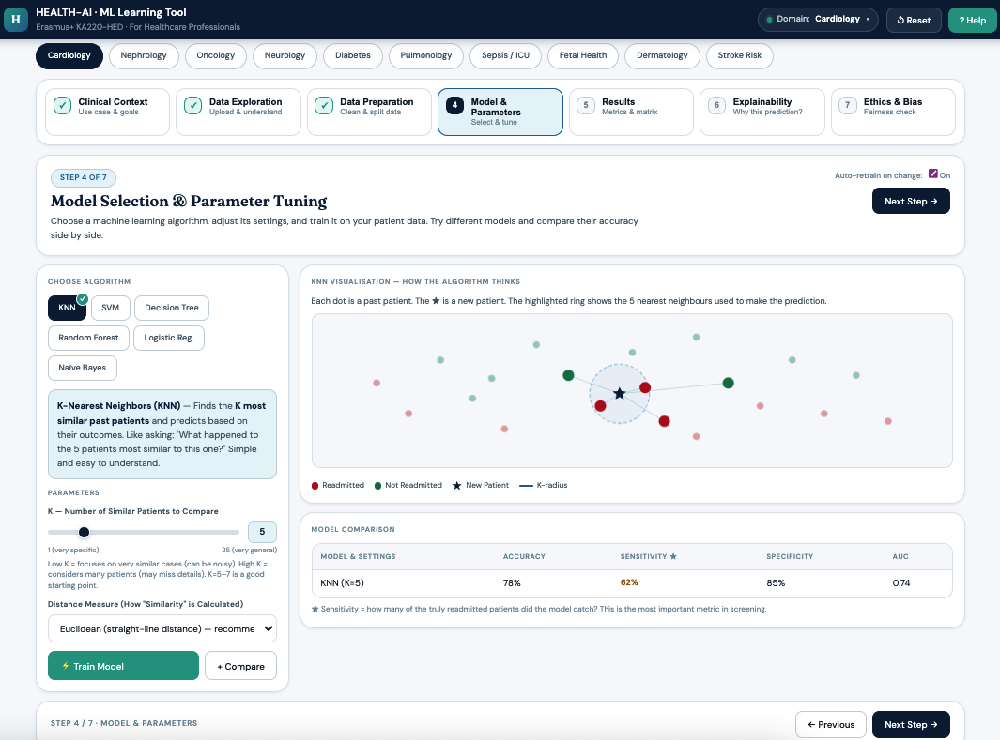 H
HEALTH-AI · ML Learning Tool
Erasmus+ KA220-HED · For Healthcare Professionals
Domain: Cardiology
Reset
? Help
Cardiology
Nephrology
Oncology
Neurology
Diabetes
Pulmonology
Sepsis / ICU
Fetal Health
Dermatology
Stroke Risk
✓
Clinical Context
Use case & goals
✓
Data Exploration
Upload & understand
✓
Data Preparation
Clean & split data
4
Model &
Parameters
Select & tune
5
Results
Metrics & matrix
6
Explainability
Why this prediction?
7
Ethics & Bias
Fairness check
STEP 4 OF 7
Auto-retrain on change: On
Model Selection & Parameter Tuning
Next Step →
Choose a machine learning algorithm, adjust its settings, and train it on your patient data. Try different models and compare their accuracy
side by side.
CHOOSE ALGORITHM
KNN
SVM
Decision Tree
Random Forest
Logistic Reg.
Naïve Bayes
K-Nearest Neighbors (KNN) — Finds the K most
similar past patients and predicts based on
their outcomes. Like asking: "What happened to
the 5 patients most similar to this one?" Simple
and easy to understand.
PARAMETERS
K — Number of Similar Patients to Compare
5
1 (very specific)
25 (very general)
Low K = focuses on very similar cases (can be noisy). High K =
considers many patients (may miss details). K=5–7 is a good
starting point.
Distance Measure (How "Similarity" is Calculated)
Euclidean (straight-line distance) — recomme
⚡ Train Model
+ Compare
KNN VISUALISATION — HOW THE ALGORITHM THINKS
Each dot is a past patient. The ★ is a new patient. The highlighted ring shows the 5 nearest neighbours used to make the prediction.
Readmitted
Not Readmitted
New Patient
K-radius
MODEL COMPARISON
MODEL & SETTINGS ACCURACY SENSITIVITY ★ SPECIFICITY AUC
KNN (K=5) 78% 62% 85% 0.74
★ Sensitivity = how many of the truly readmitted patients did the model catch? This is the most important metric in screening.
STEP 4 / 7 · MODEL & PARAMETERS
← Previous
Next Step →